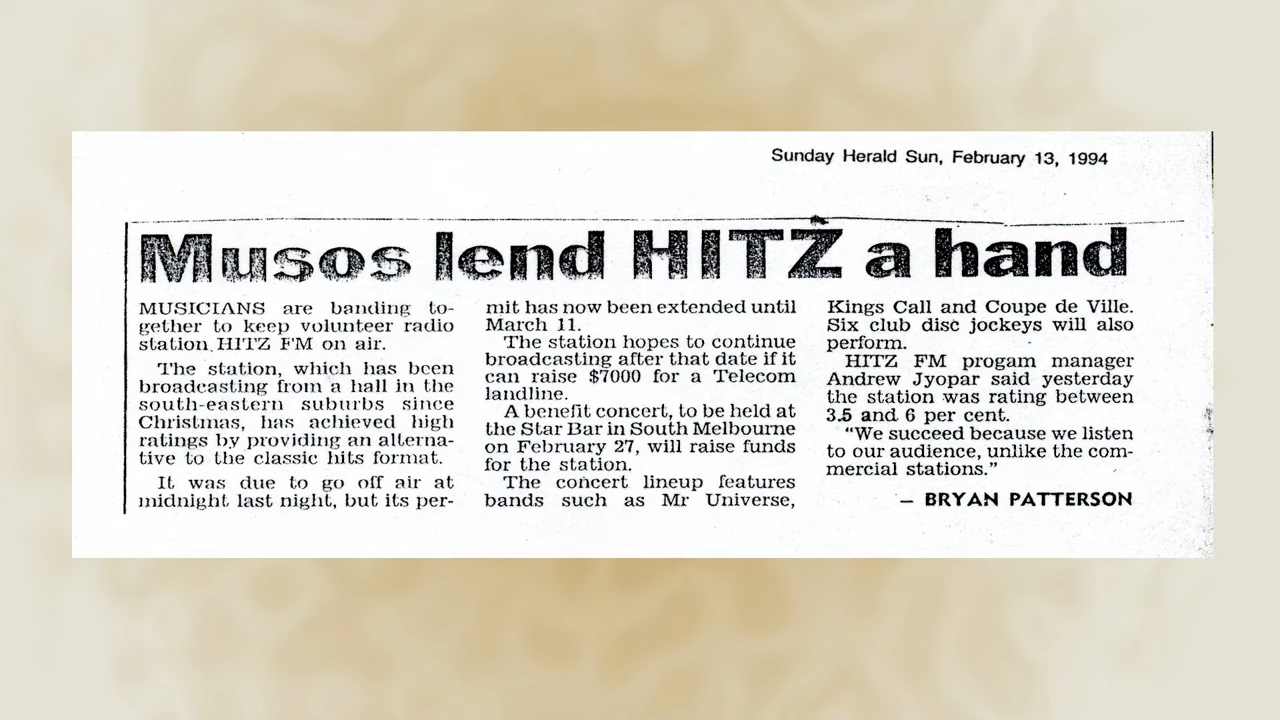 Sunday Herald Sun, February 13, 1994
Musos lend HITZ a hand
MUSICIANS are banding to-
gether to keep volunteer radio
station HITZ FM on air.
The station, which has been
broadcasting from a hall in the
south-eastern suburbs since
Christmas, has achieved high
ratings by providing an alterna-
tive to the classic hits format.
It was due to go off air at
midnight last night, but its per-
mit has now been extended until
March 11.
The station hopes to continue
broadcasting after that date if it
can raise $7000 for a Telecom
landline.
A benefit concert, to be held at
the Star Bar in South Melbourne
on February 27, will raise funds
for the station.
The concert lineup features
bands such as Mr Universe,
Kings Call and Coupe de Ville.
Six club disc jockeys will also
perform.
HITZ FM progam manager
Andrew Jyopar said yesterday
the station was rating between
3.5 and 6 per cent.
“We succeed because we listen
to our audience, unlike the com-
mercial stations.”
– BRYAN PATTERSON